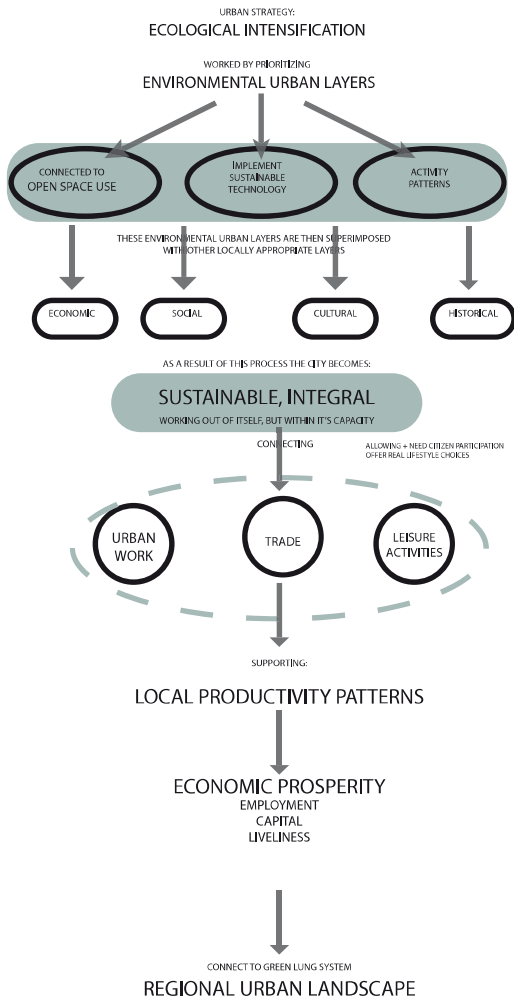 URBAN STRATEGY:
ECOLOGICAL INTENSIFICATION
WORKED BY PRIORITIZING
ENVIRONMENTAL URBAN LAYERS
CONNECTED TO
OPEN SPACE USE
IMPLEMENT
SUSTAINABLE
TECHNOLOGY
ACTIVITY
PATTERNS
THESE ENVIRONMENTAL URBAN LAYERS ARE THEN SUPERIMPOSED
WITH OTHER LOCALLY APPROPRIATE LAYERS
ECONOMIC
SOCIAL
CULTURAL
HISTORICAL
AS A RESULT OF THIS PROCESS THE CITY BECOMES:
SUSTAINABLE, INTEGRAL
WORKING OUT OF ITSELF, BUT WITHIN IT'S CAPACITY
CONNECTING
ALLOWING + NEED CITIZEN PARTICIPATION
OFFER REAL LIFESTYLE CHOICES
URBAN
WORK
TRADE
LEISURE
ACTIVITIES
SUPPORTING:
LOCAL PRODUCTIVITY PATTERNS
ECONOMIC PROSPERITY
EMPLOYMENT
CAPITAL
LIVELINESS
CONNECT TO GREEN LUNG SYSTEM
REGIONAL URBAN LANDSCAPE